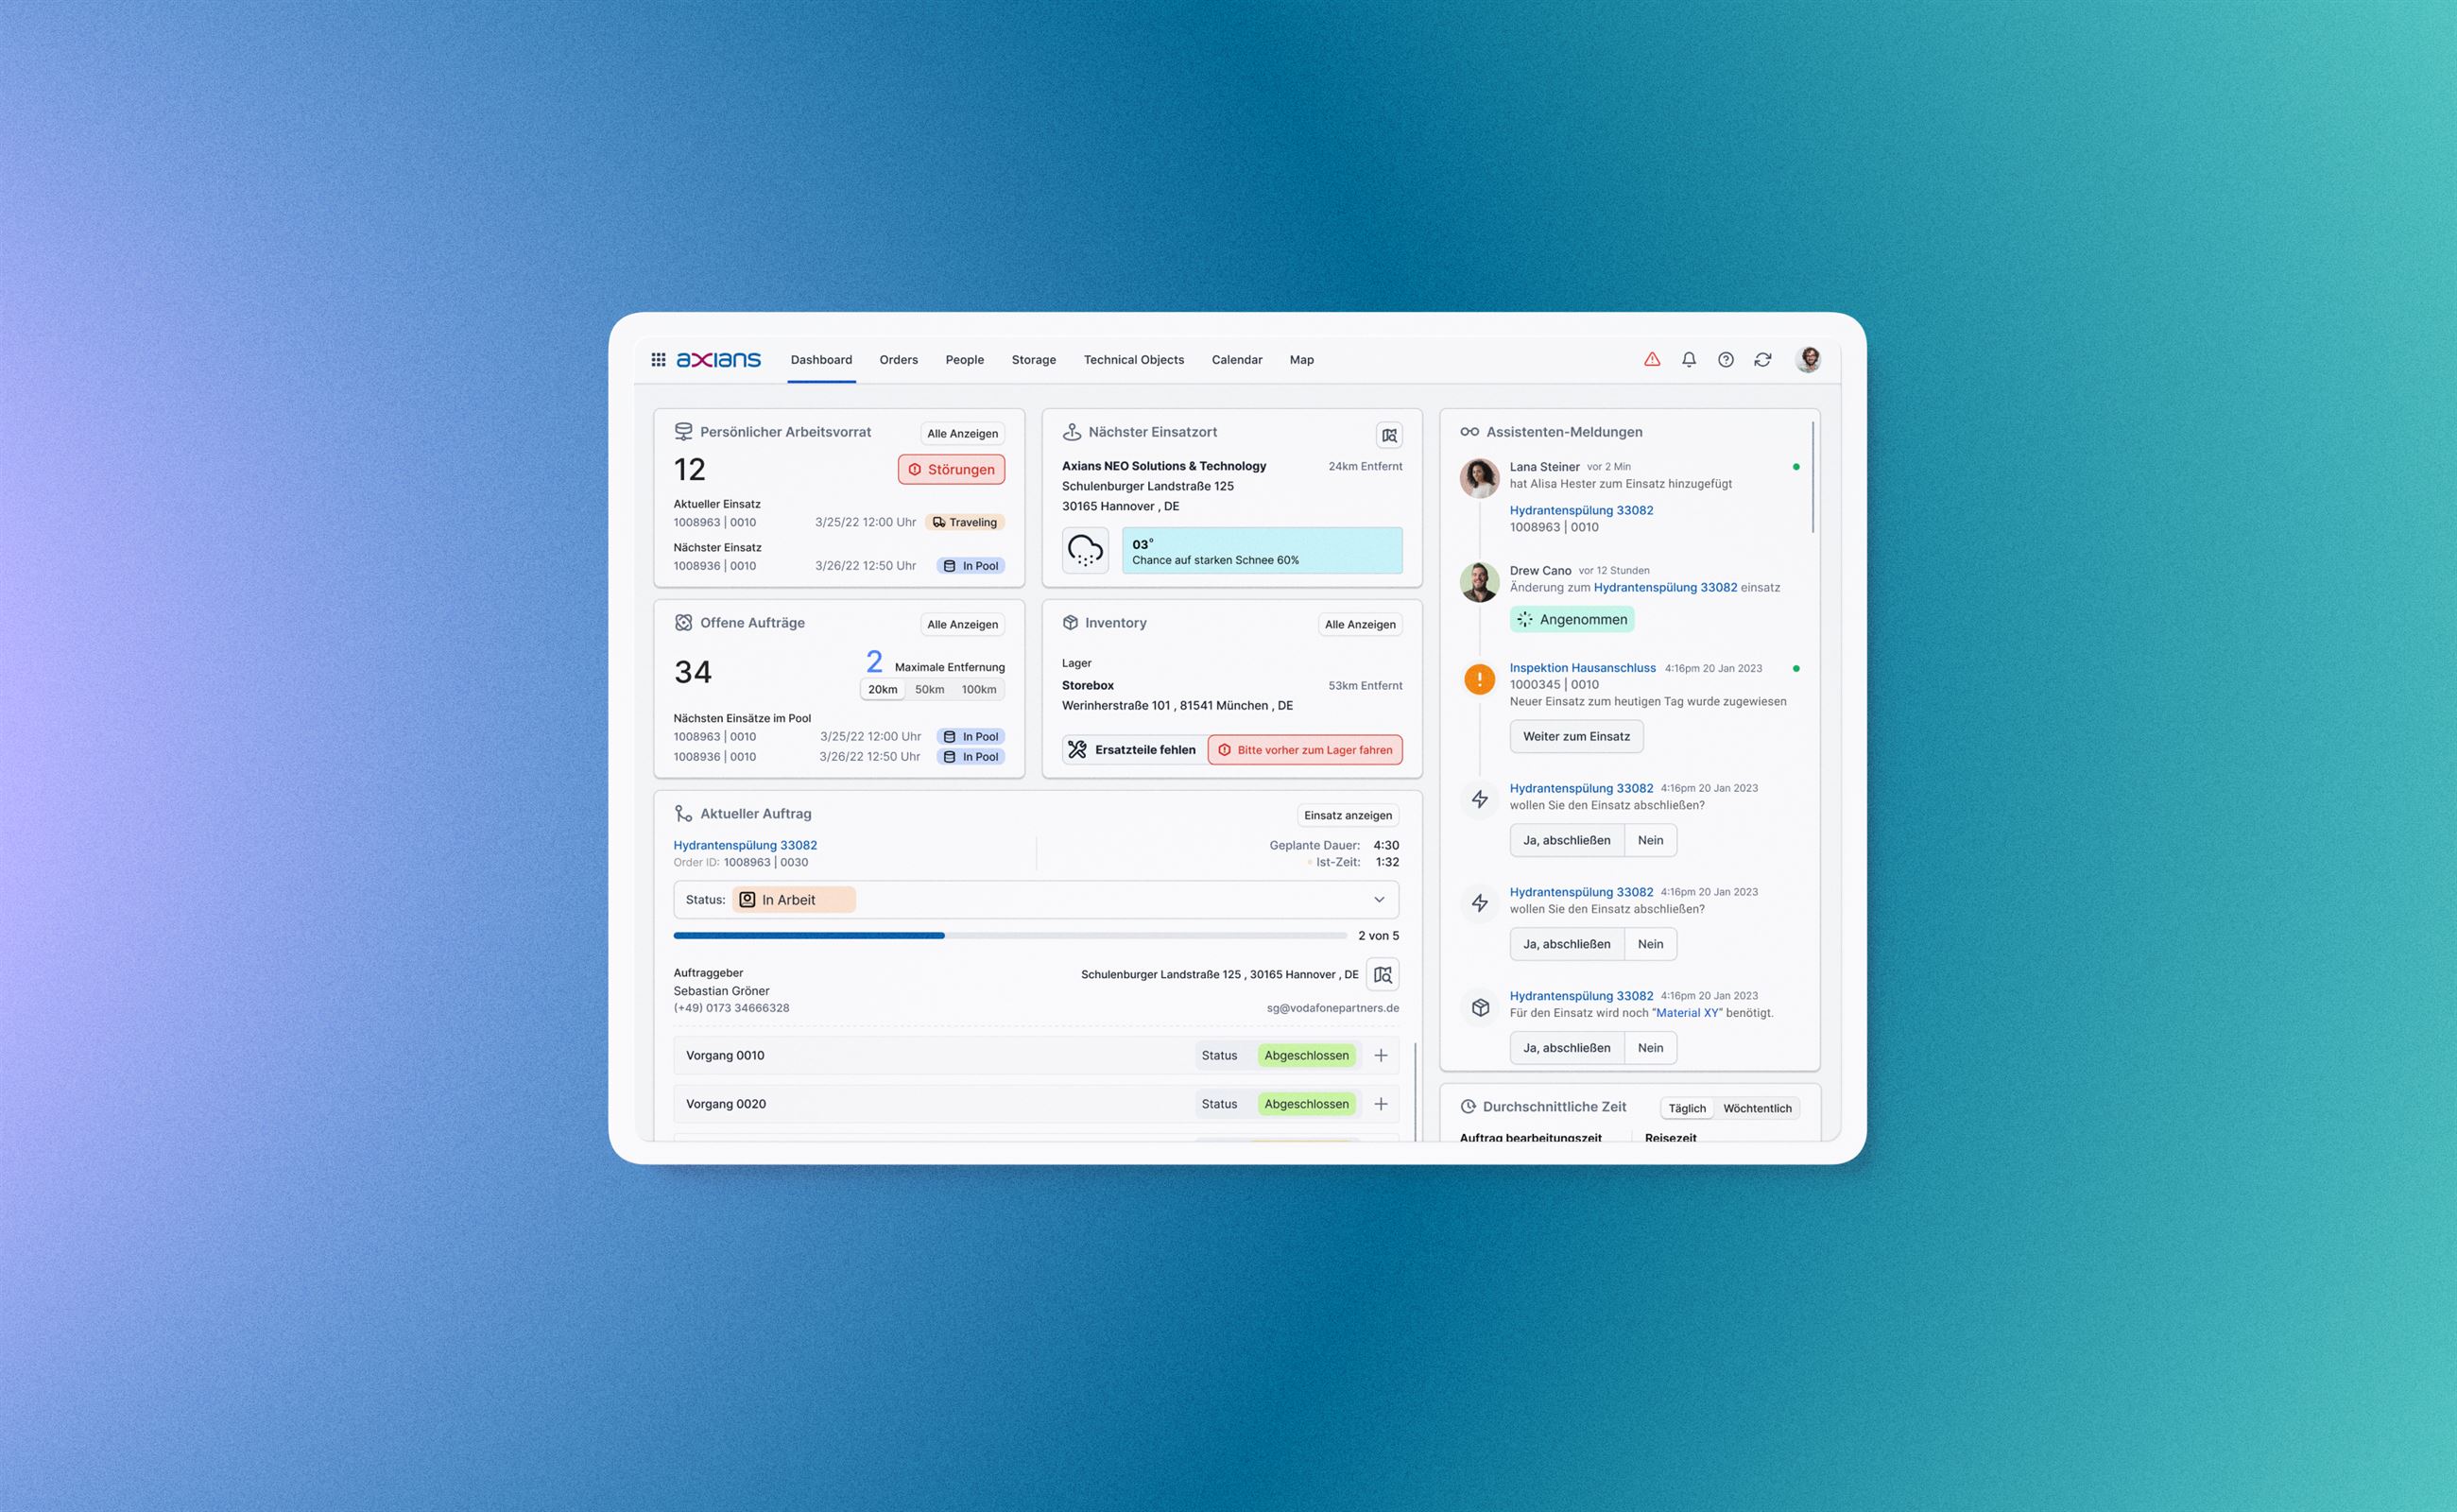 axians Dashboard Orders People Storage Technical Objects Calendar Map
Persönlicher Arbeitsvorrat Alle Anzeigen
12 Störungen
Aktueller Einsatz
1008963 | 0010 3/25/22 12:00 Uhr Traveling
Nächster Einsatz
1008936 | 0010 3/26/22 12:50 Uhr In Pool
Nächster Einsatzort
Axians NEO Solutions & Technology 24km Entfernt
Schulenburger Landstraße 125
30165 Hannover , DE
03°
Chance auf starken Schnee 60%
Offene Aufträge Alle Anzeigen
34 2 Maximale Entfernung
20km 50km 100km
Nächsten Einsätze im Pool
1008963 | 0010 3/25/22 12:00 Uhr In Pool
1008936 | 0010 3/26/22 12:50 Uhr In Pool
Inventory Alle Anzeigen
Lager
Storebox 53km Entfernt
Werinherstraße 101 , 81541 München , DE
Ersatzteile fehlen Bitte vorher zum Lager fahren
Aktueller Auftrag Einsatz anzeigen
Hydrantenspülung 33082 Geplante Dauer: 4:30
Order ID: 1008963 | 0030 Ist-Zeit: 1:32
Status: In Arbeit
2 von 5
Auftraggeber
Sebastian Gröner
(+49) 0173 34666328
Schulenburger Landstraße 125 , 30165 Hannover , DE
sg@vodafonepartners.de
Vorgang 0010 Status Abgeschlossen
Vorgang 0020 Status Abgeschlossen
Assistenten-Meldungen
Lana Steiner vor 2 Min
hat Alisa Hester zum Einsatz hinzugefügt
Hydrantenspülung 33082
1008963 | 0010
Drew Cano vor 12 Stunden
Änderung zum Hydrantenspülung 33082 einsatz
Angenommen
Inspektion Hausanschluss 4:16pm 20 Jan 2023
1000345 | 0010
Neuer Einsatz zum heutigen Tag wurde zugewiesen
Weiter zum Einsatz
Hydrantenspülung 33082 4:16pm 20 Jan 2023
wollen Sie den Einsatz abschließen?
Ja, abschließen Nein
Hydrantenspülung 33082 4:16pm 20 Jan 2023
wollen Sie den Einsatz abschließen?
Ja, abschließen Nein
Hydrantenspülung 33082 4:16pm 20 Jan 2023
Für den Einsatz wird noch "Material XY" benötigt.
Ja, abschließen Nein
Durchschnittliche Zeit Täglich Wöchtentlich
Auftrag bearbeitungszeit Reisezeit